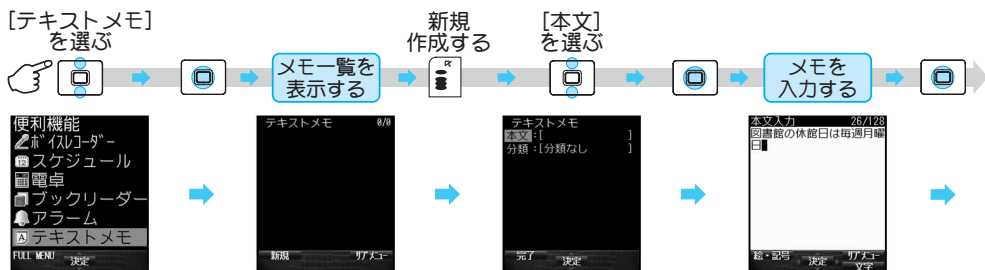 [テキストメモ]
を選ぶ
メモ一覧を
表示する
新規
作成する
[本文]
を選ぶ
メモを
入力する
便利機能
ボイスレコーダー
スケジュール
電卓
ブックリーダー
アラーム
テキストメモ
FULL MENU 決定
テキストメモ 0/0
新規 サブメニュー
テキストメモ
本文:[ ]
分類:[分類なし ]
完了 決定
本文入力 26/128
図書館の休館日は毎週月曜
日
絵・記号 決定 サブメニュー
文字